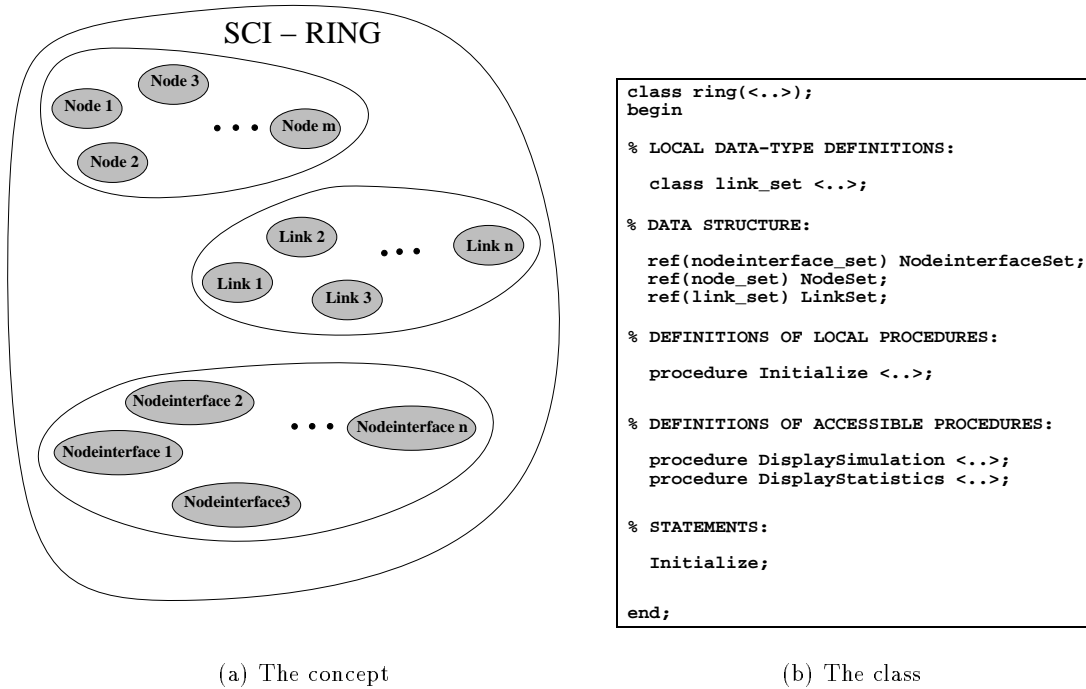 SCI – RING
Node 3
Node 1
• • • Node m
Node 2
Link 2
• • • Link n
Link 1
Link 3
Nodeinterface 2
• • • Nodeinterface n
Nodeinterface 1
Nodeinterface3
(a) The concept
class ring(<..>);
begin
% LOCAL DATA-TYPE DEFINITIONS:
class link_set <..>;
% DATA STRUCTURE:
ref(nodeinterface_set) NodeinterfaceSet;
ref(node_set) NodeSet;
ref(link_set) LinkSet;
% DEFINITIONS OF LOCAL PROCEDURES:
procedure Initialize <..>;
% DEFINITIONS OF ACCESSIBLE PROCEDURES:
procedure DisplaySimulation <..>;
procedure DisplayStatistics <..>;
% STATEMENTS:
Initialize;
end;
(b) The class